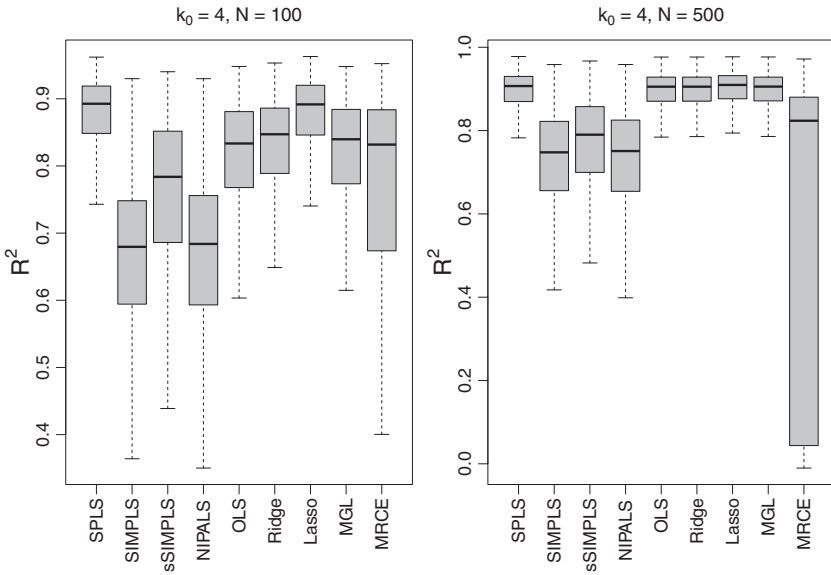 k₀ = 4, N = 100
R²
0.9
0.8
0.7
0.6
0.5
0.4
SPLS
SIMPLS
sSIMPLS
NIPALS
OLS
Ridge
Lasso
MGL
MRCE
k₀ = 4, N = 500
R²
1.0
0.8
0.6
0.4
0.2
0.0
SPLS
SIMPLS
sSIMPLS
NIPALS
OLS
Ridge
Lasso
MGL
MRCE